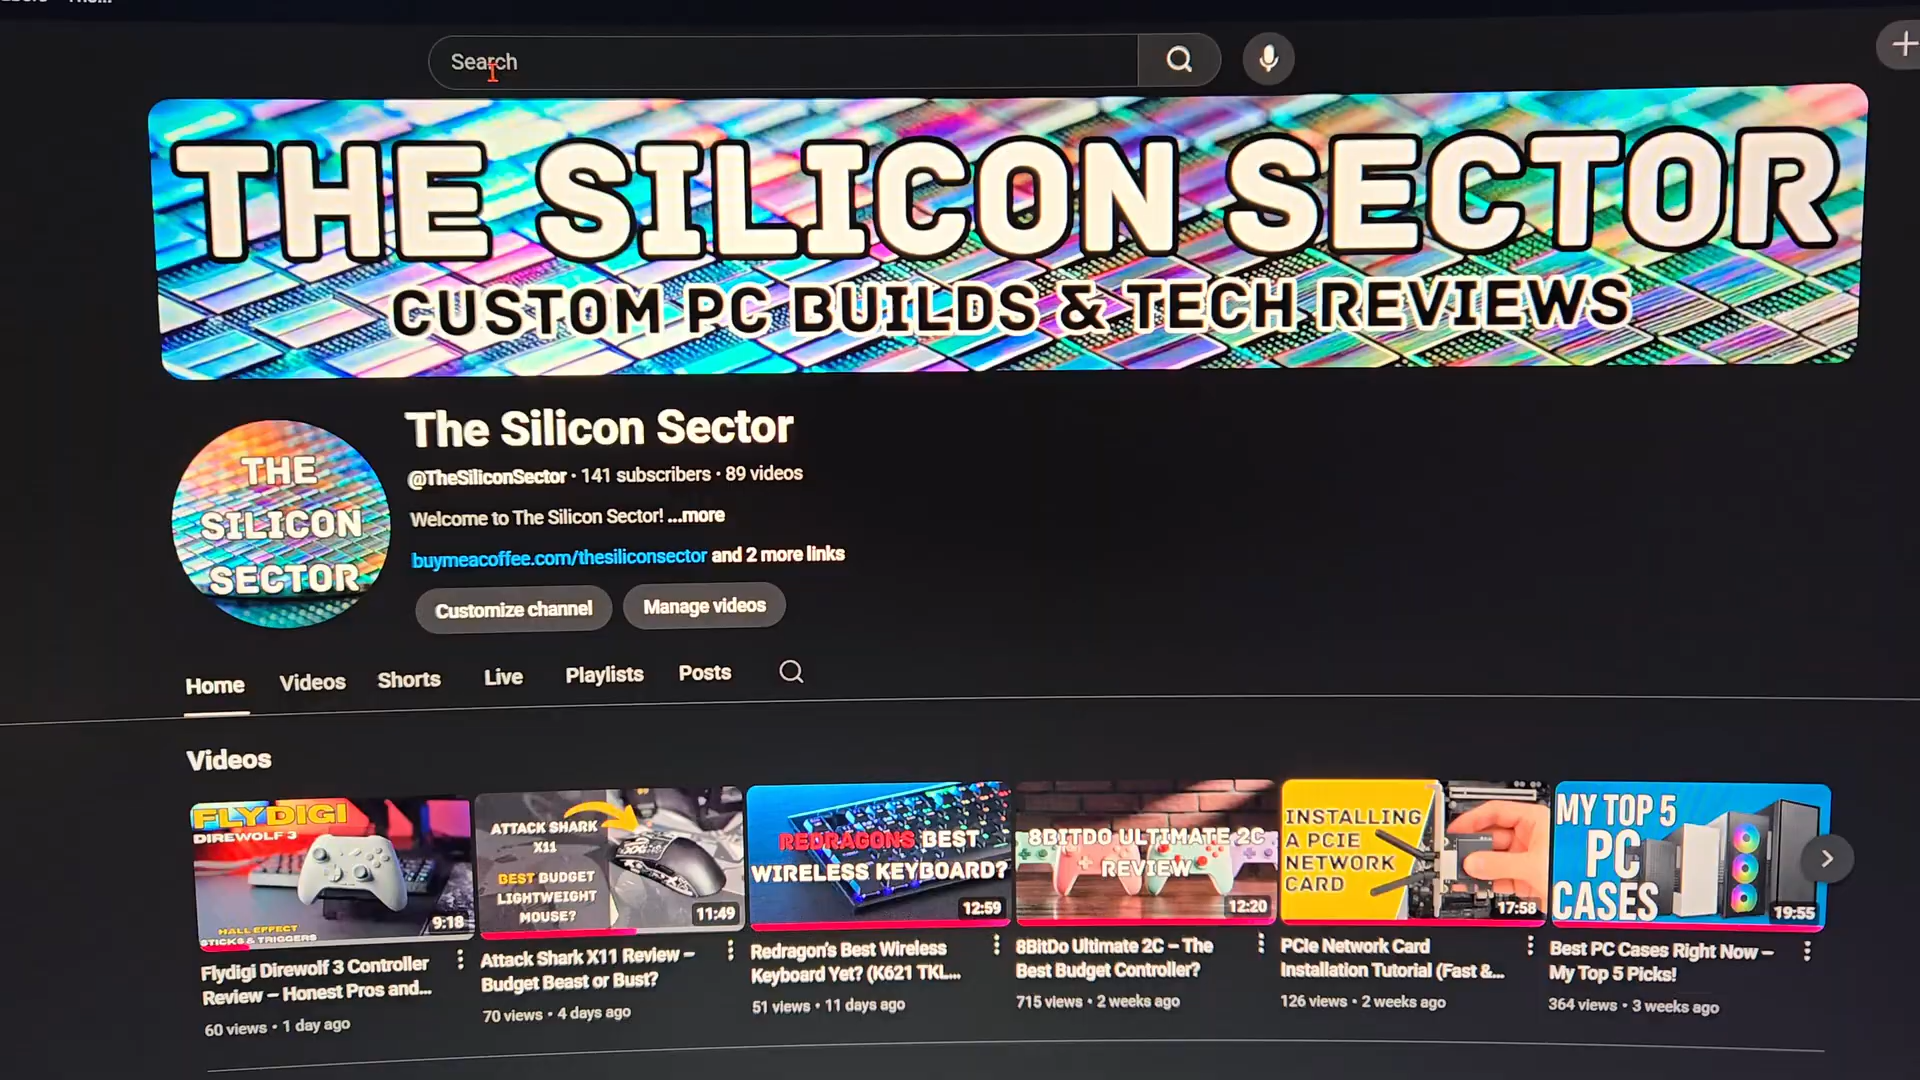 Search
THE SILICON SECTOR
CUSTOM PC BUILDS & TECH REVIEWS
THE
SILICON
SECTOR
The Silicon Sector
@TheSiliconSector · 141 subscribers · 89 videos
Welcome to The Silicon Sector! ...more
buymeacoffee.com/thesiliconsector and 2 more links
Customize channel
Manage videos
Home
Videos
Shorts
Live
Playlists
Posts
Videos
FLYDIGI
DIREWOLF 3
HALL EFFECT
STICKS & TRIGGERS
9:18
Flydigi Direwolf 3 Controller
Review – Honest Pros and...
60 views · 1 day ago
ATTACK SHARK
X11
BEST BUDGET
LIGHTWEIGHT
MOUSE?
11:49
Attack Shark X11 Review –
Budget Beast or Bust?
70 views · 4 days ago
REDRAGONS BEST
WIRELESS KEYBOARD?
12:59
Redragon's Best Wireless
Keyboard Yet? (K621 TKL...
51 views · 11 days ago
8BITDO ULTIMATE 2C
REVIEW
12:20
8BitDo Ultimate 2C – The
Best Budget Controller?
715 views · 2 weeks ago
INSTALLING
A PCIE
NETWORK
CARD
17:58
PCIe Network Card
Installation Tutorial (Fast &...
126 views · 2 weeks ago
MY TOP 5
PC
CASES
19:55
Best PC Cases Right Now –
My Top 5 Picks!
364 views · 3 weeks ago